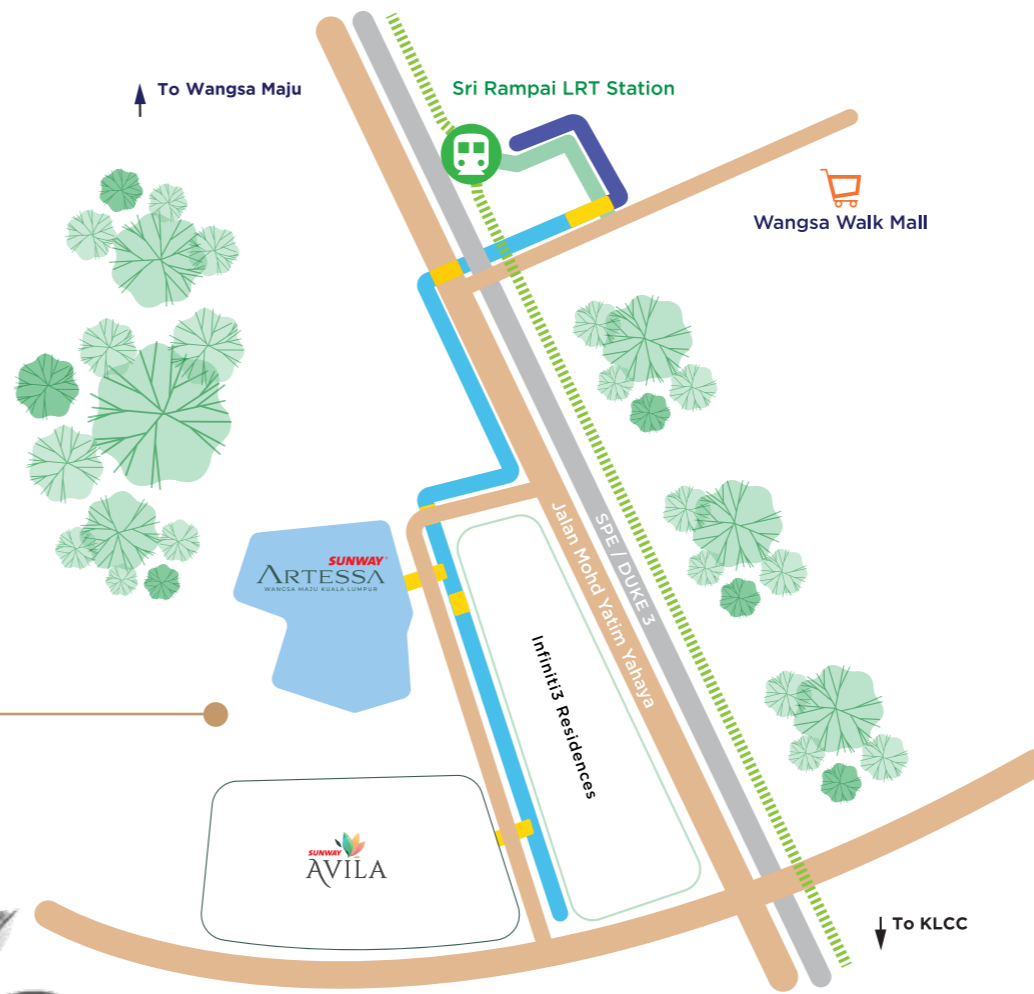 To Wangsa Maju
Sri Rampai LRT Station
Wangsa Walk Mall
SUNWAY®
ARTESSA
WANGSA MAJU KUALA LUMPUR
Jalan Mohd Yatim Yahaya
SPE / DUKE 3
Infiniti3 Residences
SUNWAY
AVILA
To KLCC